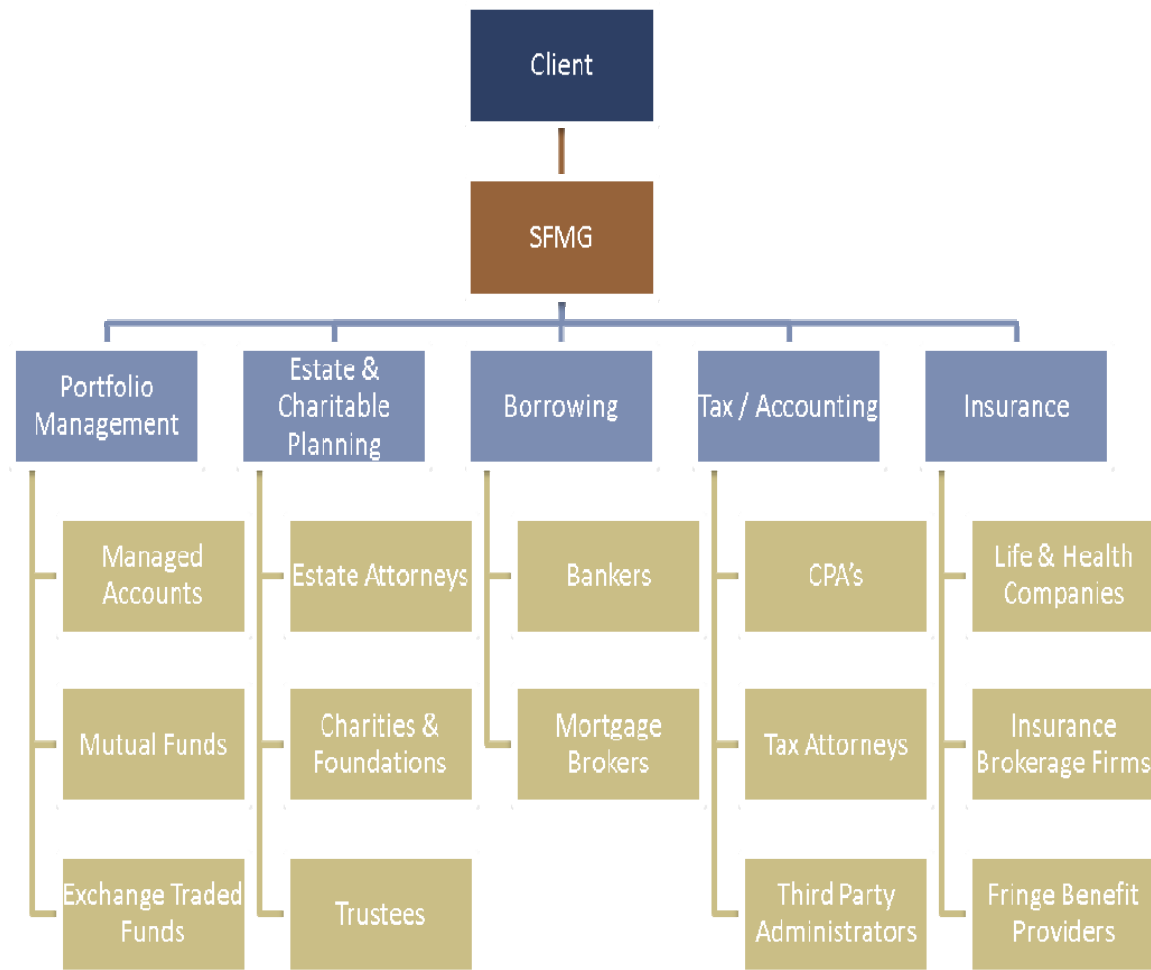 Client
SFMG
Portfolio
Management
Estate &
Charitable
Planning
Borrowing
Tax / Accounting
Insurance
Managed
Accounts
Mutual Funds
Exchange Traded
Funds
Estate Attorneys
Charities &
Foundations
Trustees
Bankers
Mortgage
Brokers
CPA’s
Tax Attorneys
Third Party
Administrators
Life & Health
Companies
Insurance
Brokerage Firms
Fringe Benefit
Providers